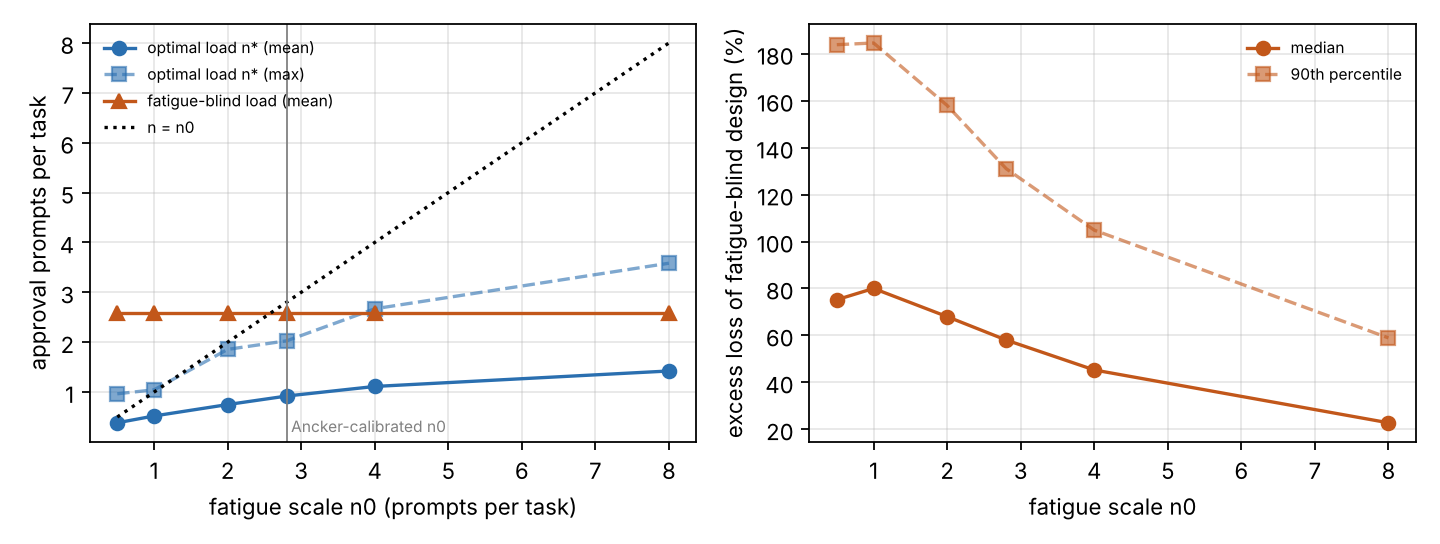 approval prompts per task
8
7
6
5
4
3
2
1
optimal load n* (mean)
optimal load n* (max)
fatigue-blind load (mean)
n = n0
Ancker-calibrated n0
1 2 3 4 5 6 7 8
fatigue scale n0 (prompts per task)
excess loss of fatigue-blind design (%)
180
160
140
120
100
80
60
40
20
median
90th percentile
1 2 3 4 5 6 7 8
fatigue scale n0